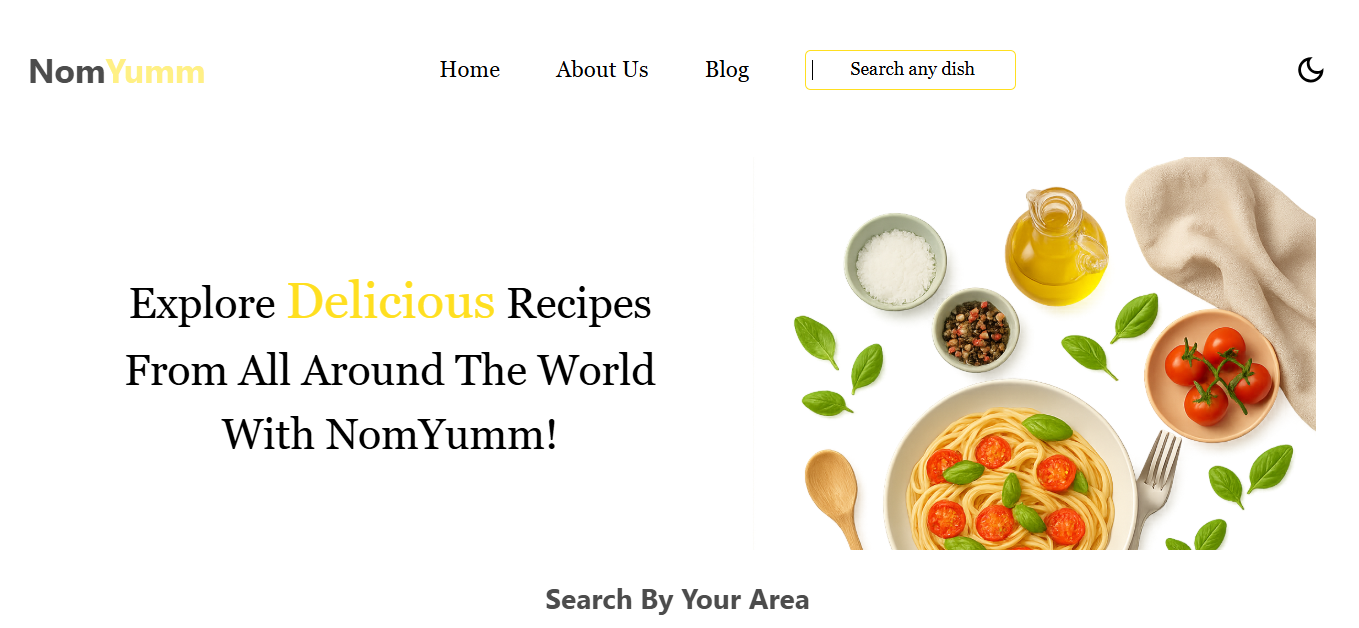 NomYumm
Home
About Us
Blog
Search any dish
Explore Delicious Recipes
From All Around The World
With NomYumm!
Search By Your Area